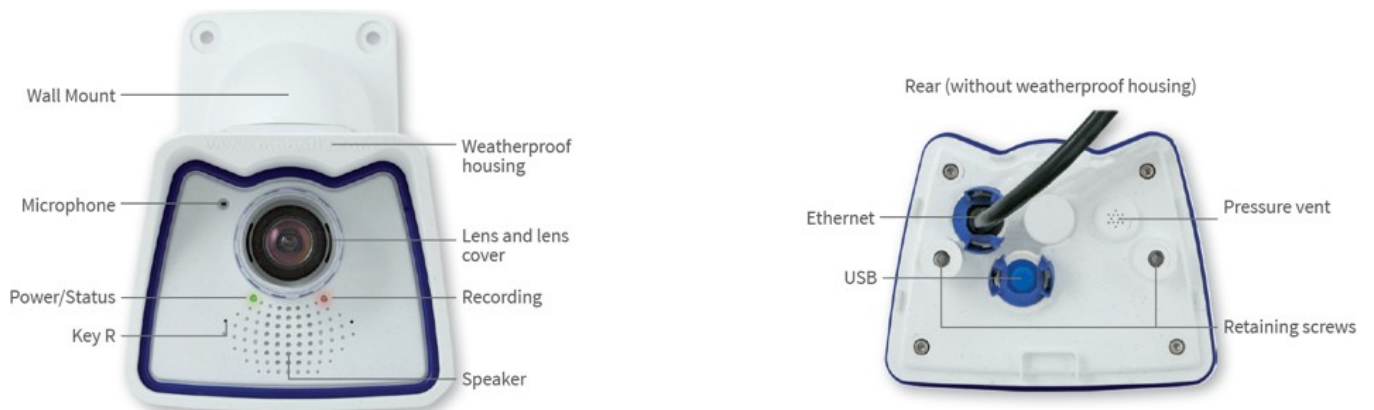 Wall Mount
Weatherproof
housing
Microphone
Lens and lens
cover
Power/Status
Recording
Key R
Speaker
Rear (without weatherproof housing)
Ethernet
Pressure vent
USB
Retaining screws